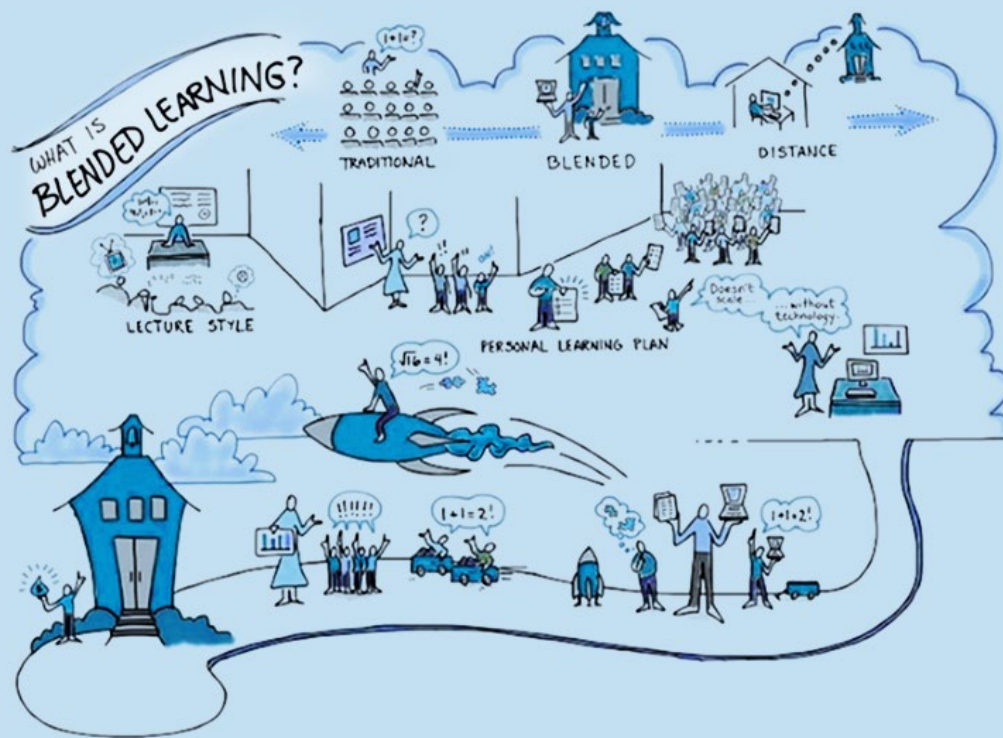 WHAT IS
BLENDED LEARNING?
1+1=?
TRADITIONAL
BLENDED
DISTANCE
LECTURE STYLE
?
!!
!!
PERSONAL LEARNING PLAN
Doesn't
scale...
...without
technology.
√16 = 4!
!!!!!!
1+1=2!
1+1=2!